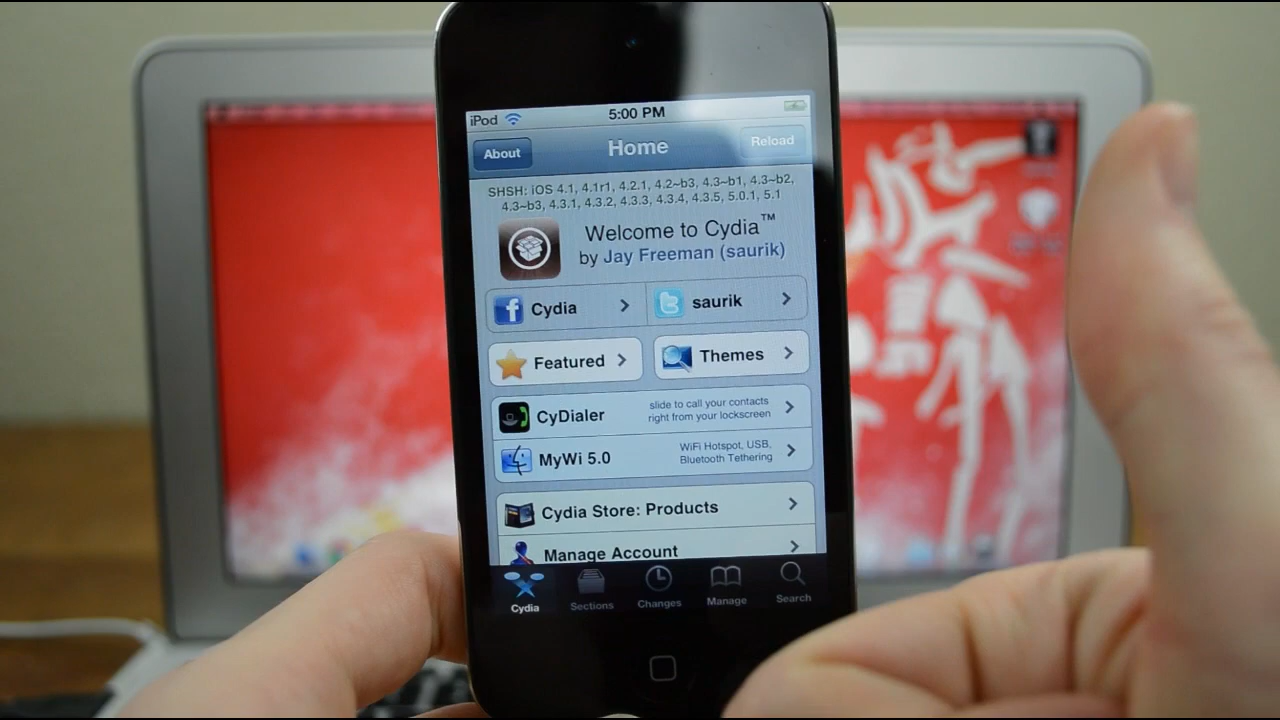 iPod 5:00 PM
About Home Reload
SHSH: iOS 4.1, 4.1r1, 4.2.1, 4.2~b3, 4.3~b1, 4.3~b2,
4.3~b3, 4.3.1, 4.3.2, 4.3.3, 4.3.4, 4.3.5, 5.0.1, 5.1
Welcome to Cydia™
by Jay Freeman (saurik)
Cydia saurik
Featured Themes
CyDialer slide to call your contacts
right from your lockscreen
MyWi 5.0 WiFi Hotspot, USB,
Bluetooth Tethering
Cydia Store: Products
Manage Account
Cydia Sections Changes Manage Search